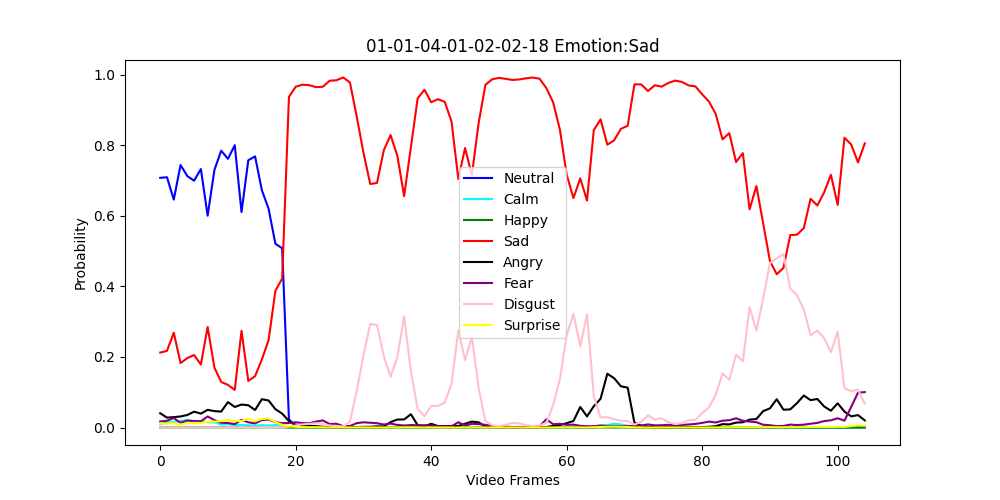 01-01-04-01-02-02-18 Emotion:Sad
Probability
1.0
0.8
0.6
0.4
0.2
0.0
Neutral
Calm
Happy
Sad
Angry
Fear
Disgust
Surprise
0 20 40 60 80 100
Video Frames